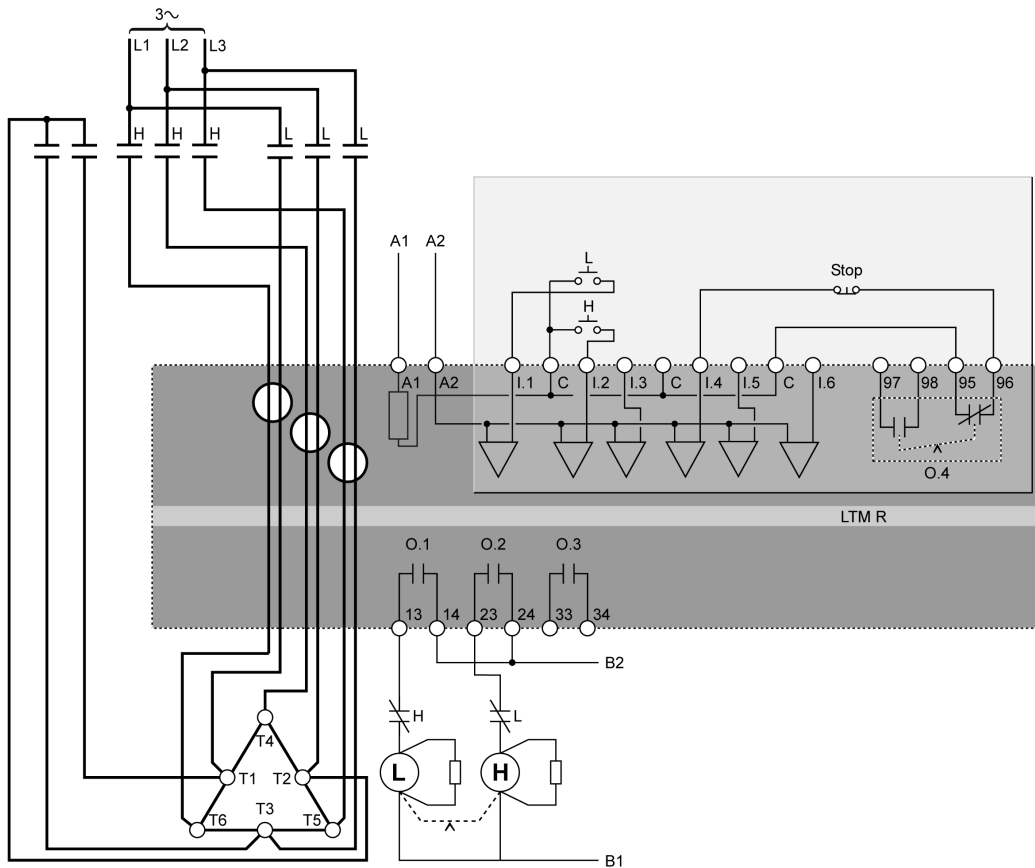 3~
L1 L2 L3
H H H L L L
A1 A2
L
H
Stop
A1 A2 I.1 C I.2 I.3 C I.4 I.5 C I.6 97 98 95 96
O.4
LTM R
O.1 O.2 O.3
13 14 23 24 33 34
B2
H L
T4
L H
T1 T2
T3
T6 T5
B1